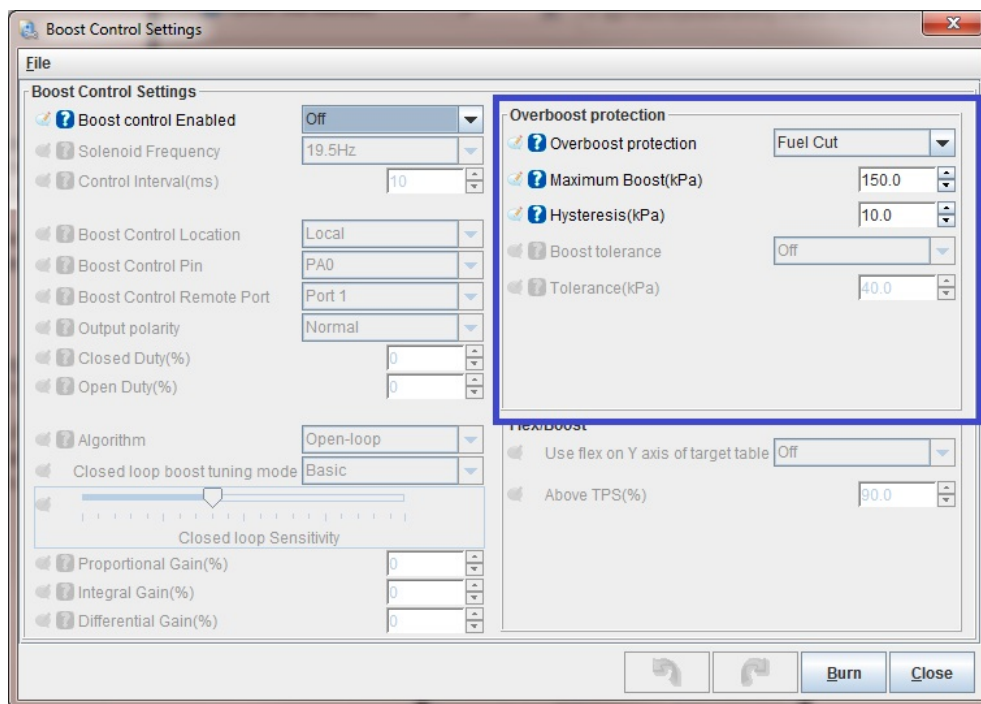 Boost Control Settings
File
Boost Control Settings
Boost control Enabled Off
Solenoid Frequency 19.5Hz
Control Interval(ms) 10
Boost Control Location Local
Boost Control Pin PA0
Boost Control Remote Port Port 1
Output polarity Normal
Closed Duty(%) 0
Open Duty(%) 0
Algorithm Open-loop
Closed loop boost tuning mode Basic
Closed loop Sensitivity
Proportional Gain(%) 0
Integral Gain(%) 0
Differential Gain(%) 0
Overboost protection
Overboost protection Fuel Cut
Maximum Boost(kPa) 150.0
Hysteresis(kPa) 10.0
Boost tolerance Off
Tolerance(kPa) 40.0
Flex/Boost
Use flex on Y axis of target table Off
Above TPS(%) 90.0
Burn Close